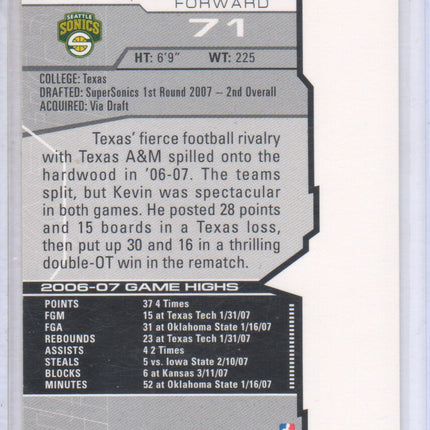 FORWARD
71
SEATTLE
SONICS
HT: 6'9" WT: 225
COLLEGE: Texas
DRAFTED: SuperSonics 1st Round 2007 – 2nd Overall
ACQUIRED: Via Draft
Texas' fierce football rivalry
with Texas A&M spilled onto the
hardwood in '06-07. The teams
split, but Kevin was spectacular
in both games. He posted 28 points
and 15 boards in a Texas loss,
then put up 30 and 16 in a thrilling
double-OT win in the rematch.
2006-07 GAME HIGHS
POINTS 37 4 Times
FGM 15 at Texas Tech 1/31/07
FGA 31 at Oklahoma State 1/16/07
REBOUNDS 23 at Texas Tech 1/31/07
ASSISTS 4 2 Times
STEALS 5 vs. Iowa State 2/10/07
BLOCKS 6 at Kansas 3/11/07
MINUTES 52 at Oklahoma State 1/16/07